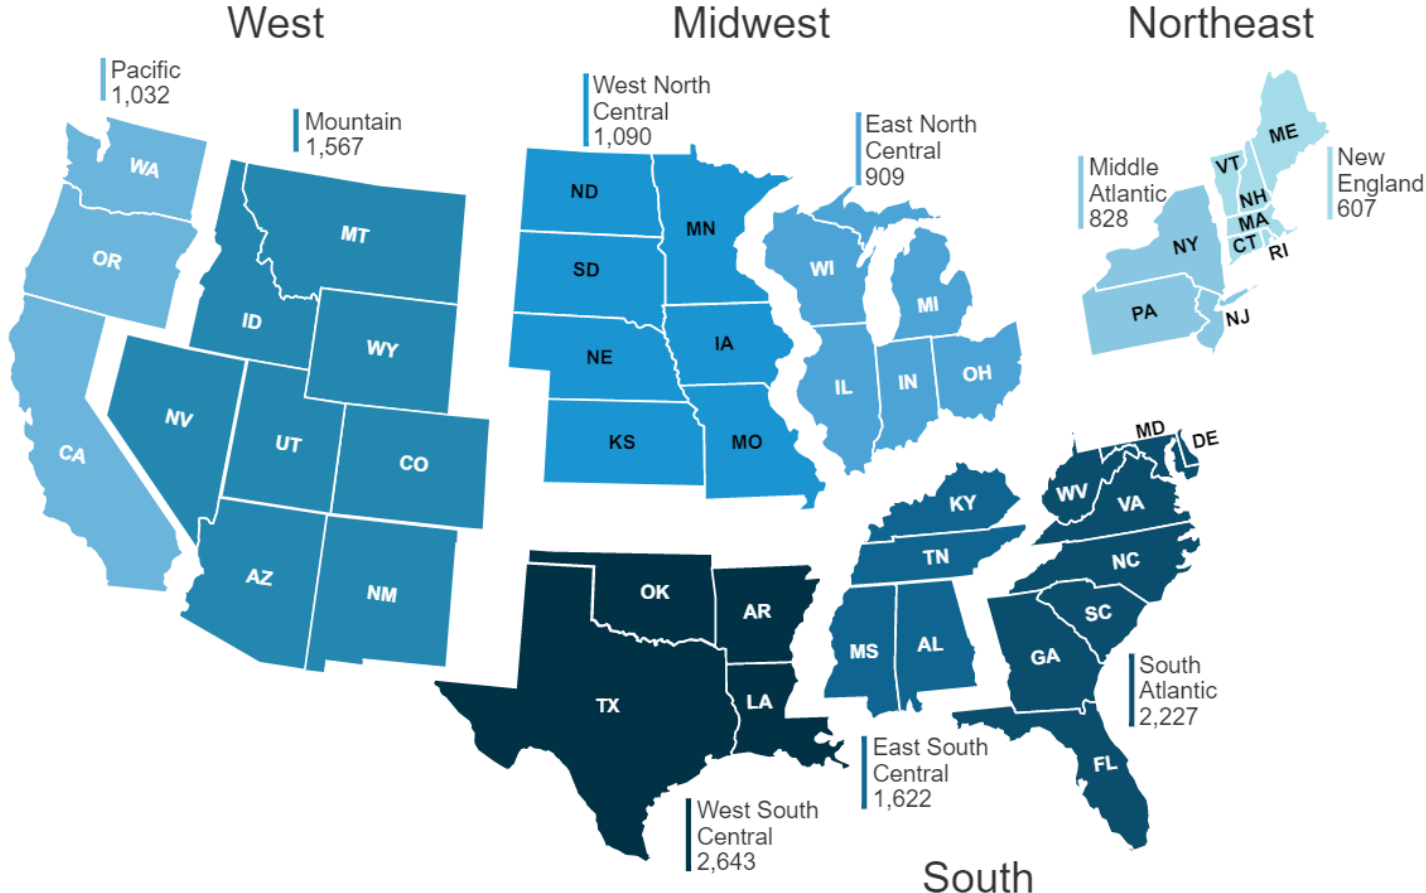 West
Midwest
Northeast
Pacific
1,032
Mountain
1,567
West North
Central
1,090
East North
Central
909
Middle
Atlantic
828
New
England
607
WA
OR
CA
MT
ID
WY
NV
UT
CO
AZ
NM
ND
MN
SD
IA
NE
KS
MO
WI
MI
IL
IN
OH
ME
VT
NH
MA
CT
RI
NY
PA
NJ
MD
DE
WV
VA
KY
TN
NC
SC
OK
AR
MS
AL
GA
TX
LA
FL
South
Atlantic
2,227
East South
Central
1,622
West South
Central
2,643
South